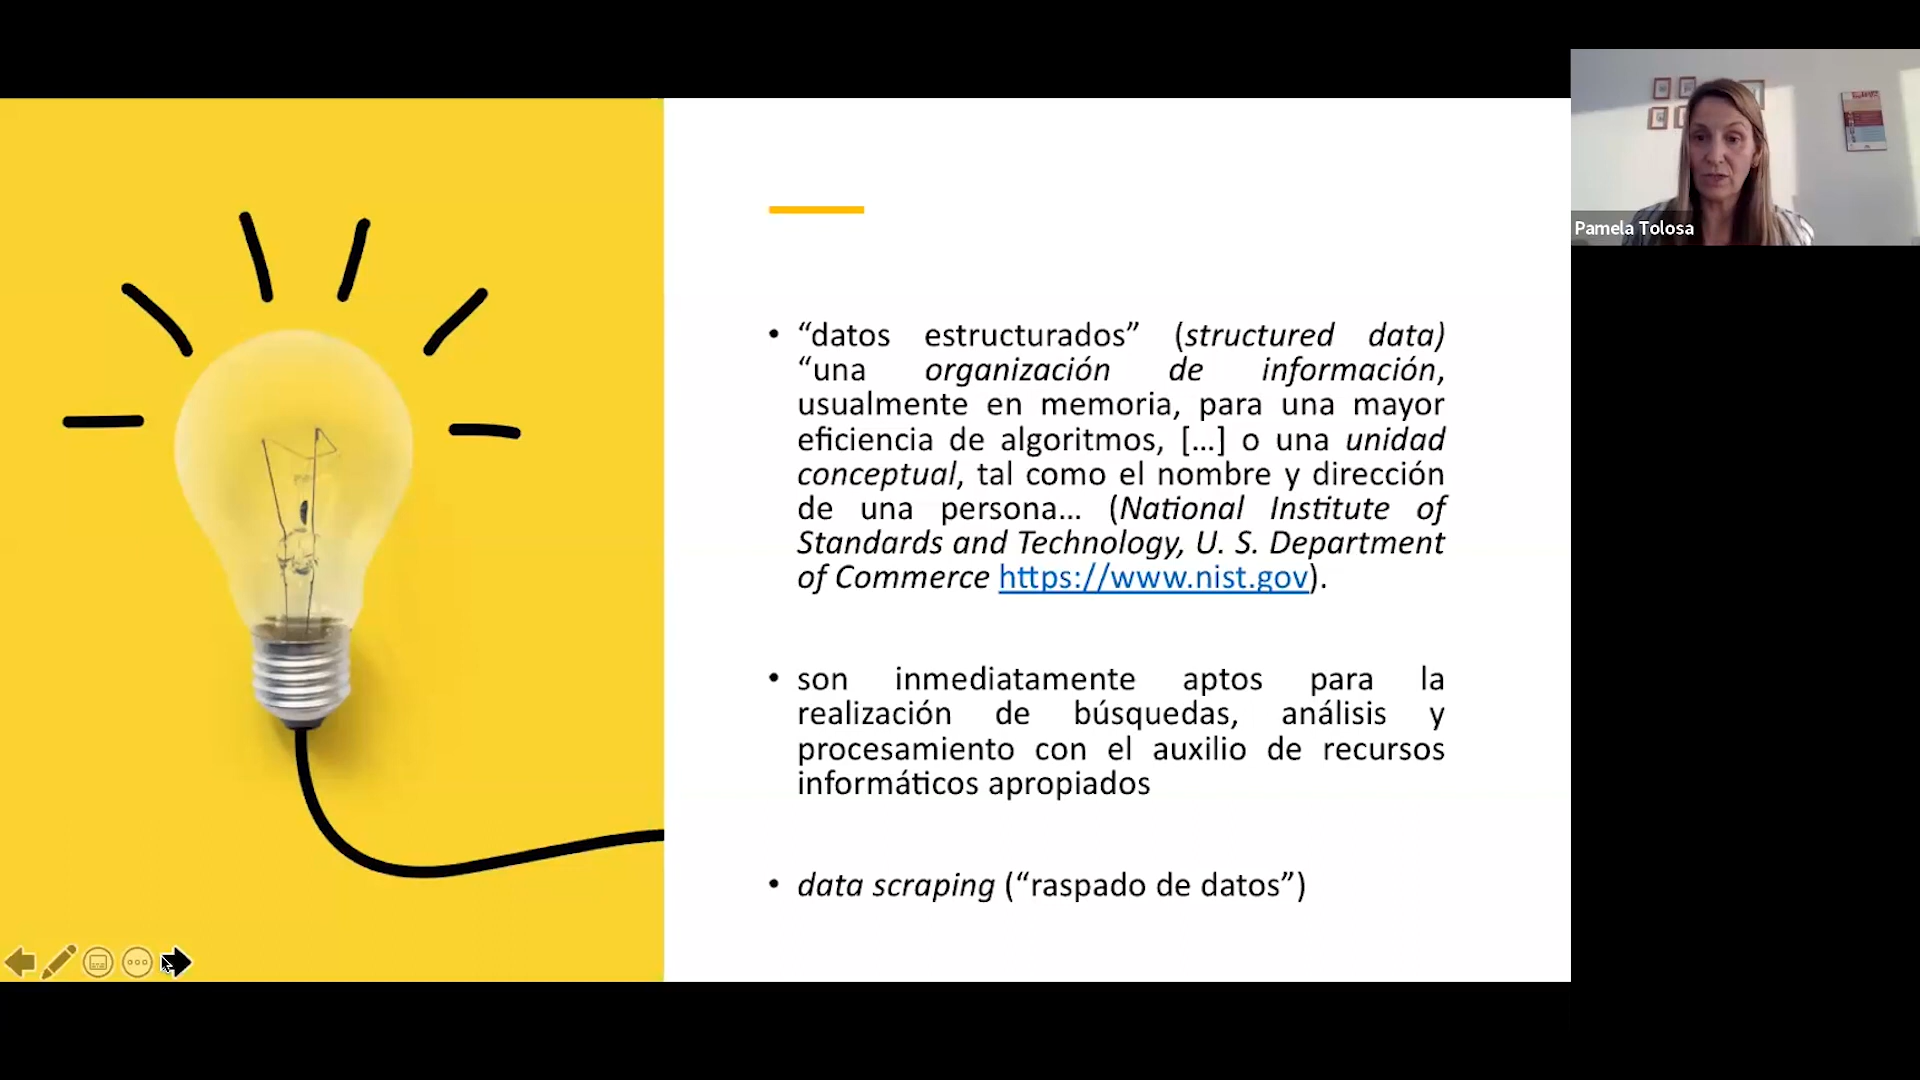 “datos estructurados” (structured data)
“una organización de información,
usualmente en memoria, para una mayor
eficiencia de algoritmos, [...] o una unidad
conceptual, tal como el nombre y dirección
de una persona... (National Institute of
Standards and Technology, U. S. Department
of Commerce https://www.nist.gov).
son inmediatamente aptos para la
realización de búsquedas, análisis y
procesamiento con el auxilio de recursos
informáticos apropiados
data scraping (“raspado de datos”)
Pamela Tolosa